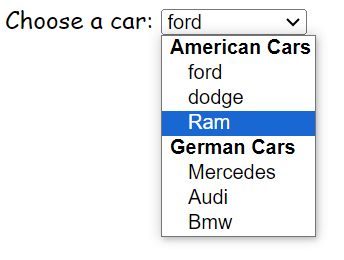 Choose a car: ford
American Cars
ford
dodge
Ram
German Cars
Mercedes
Audi
Bmw